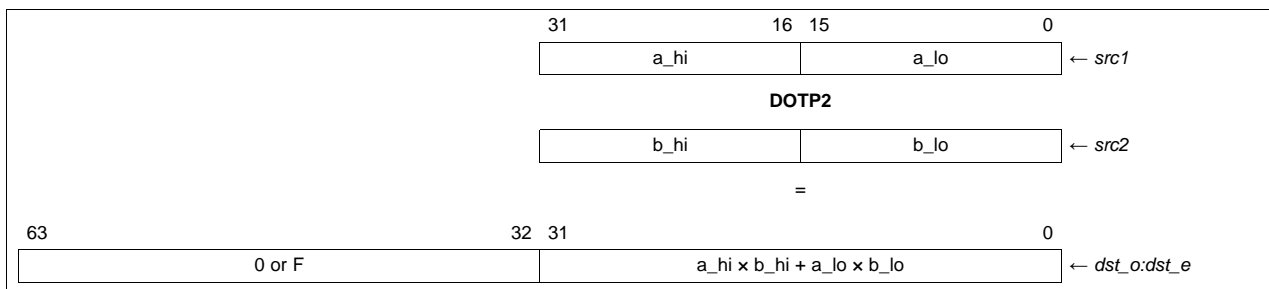 31 16 15 0
a_hi a_lo ← src1
DOTP2
b_hi b_lo ← src2
=
63 32 31 0
0 or F a_hi × b_hi + a_lo × b_lo ← dst_o:dst_e